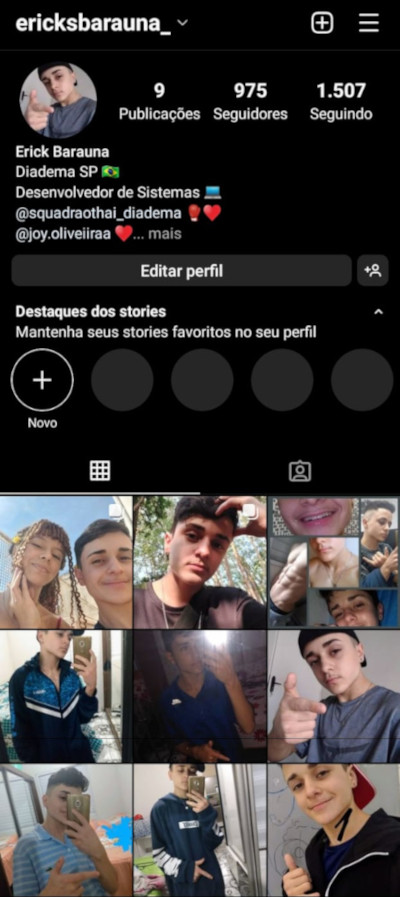 ericksbarauna_
9 975 1.507
Publicações Seguidores Seguindo
Erick Barauna
Diadema SP 🇧🇷
Desenvolvedor de Sistemas 💻
@squadraothai_diadema 🥊❤️
@joy.oliveiiraa ❤️... mais
Editar perfil
Destaques dos stories
Mantenha seus stories favoritos no seu perfil
Novo